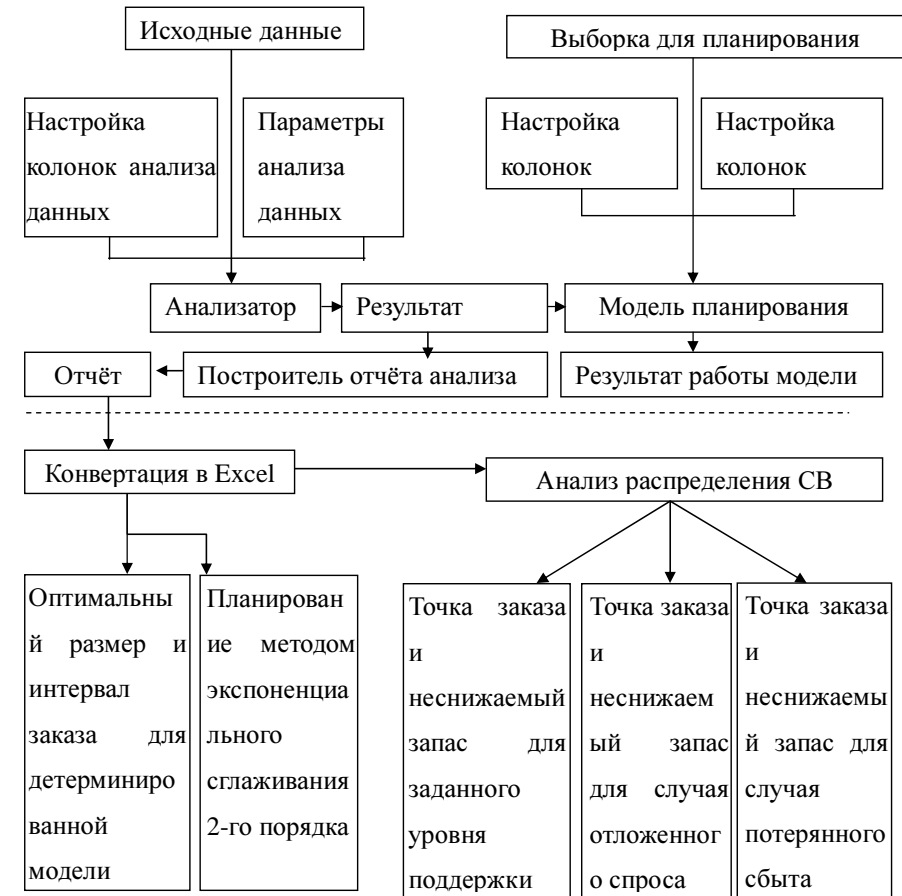 Исходные данные
Выборка для планирования
Настройка
колонок анализа
данных
Параметры
анализа
данных
Настройка
колонок
Настройка
колонок
Анализатор
Результат
Модель планирования
Отчёт
Построитель отчёта анализа
Результат работы модели
Конвертация в Excel
Анализ распределения СВ
Оптимальны
й размер и
интервал
заказа для
детерминиро
ванной
модели
Планирован
ие методом
экспоненциа
льного
сглаживания
2-го порядка
Точка заказа
и
неснижаемый
запас для
заданного
уровня
поддержки
Точка заказа
и
неснижаем
ый запас
для случая
отложенног
о спроса
Точка заказа
и
неснижаемы
й запас для
случая
потерянного
сбыта